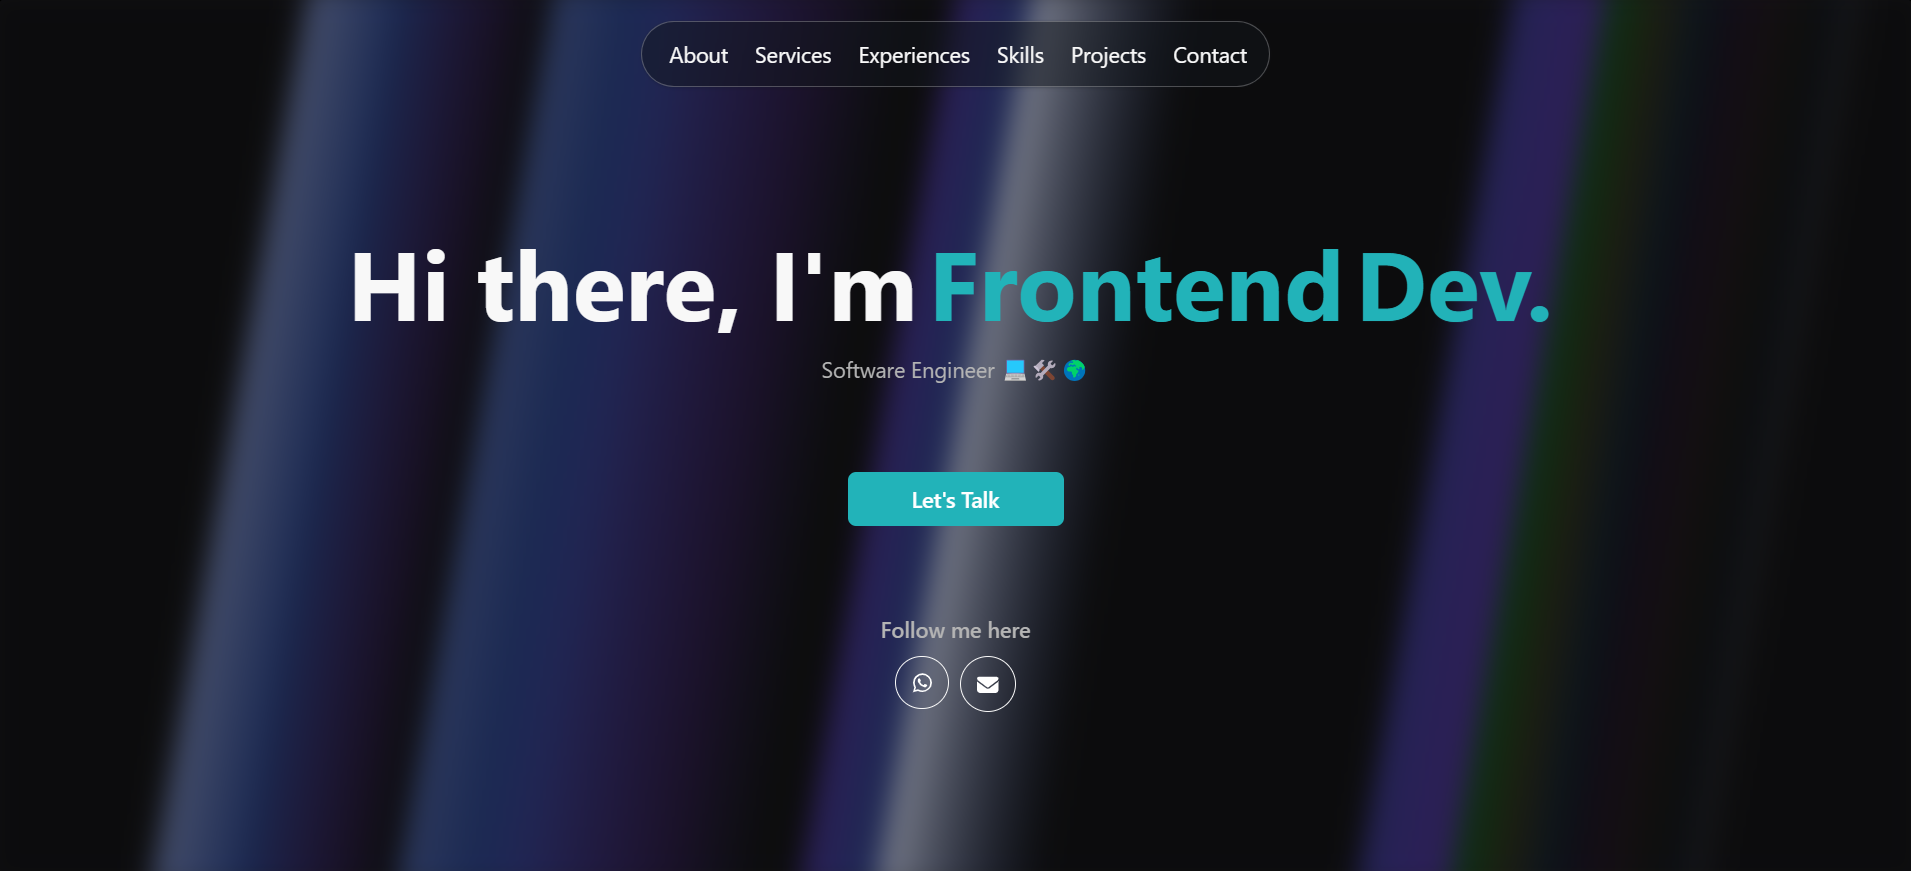 About Services Experiences Skills Projects Contact
Hi there, I'm Frontend Dev.
Software Engineer 💻 🛠️ 🌍
Let's Talk
Follow me here